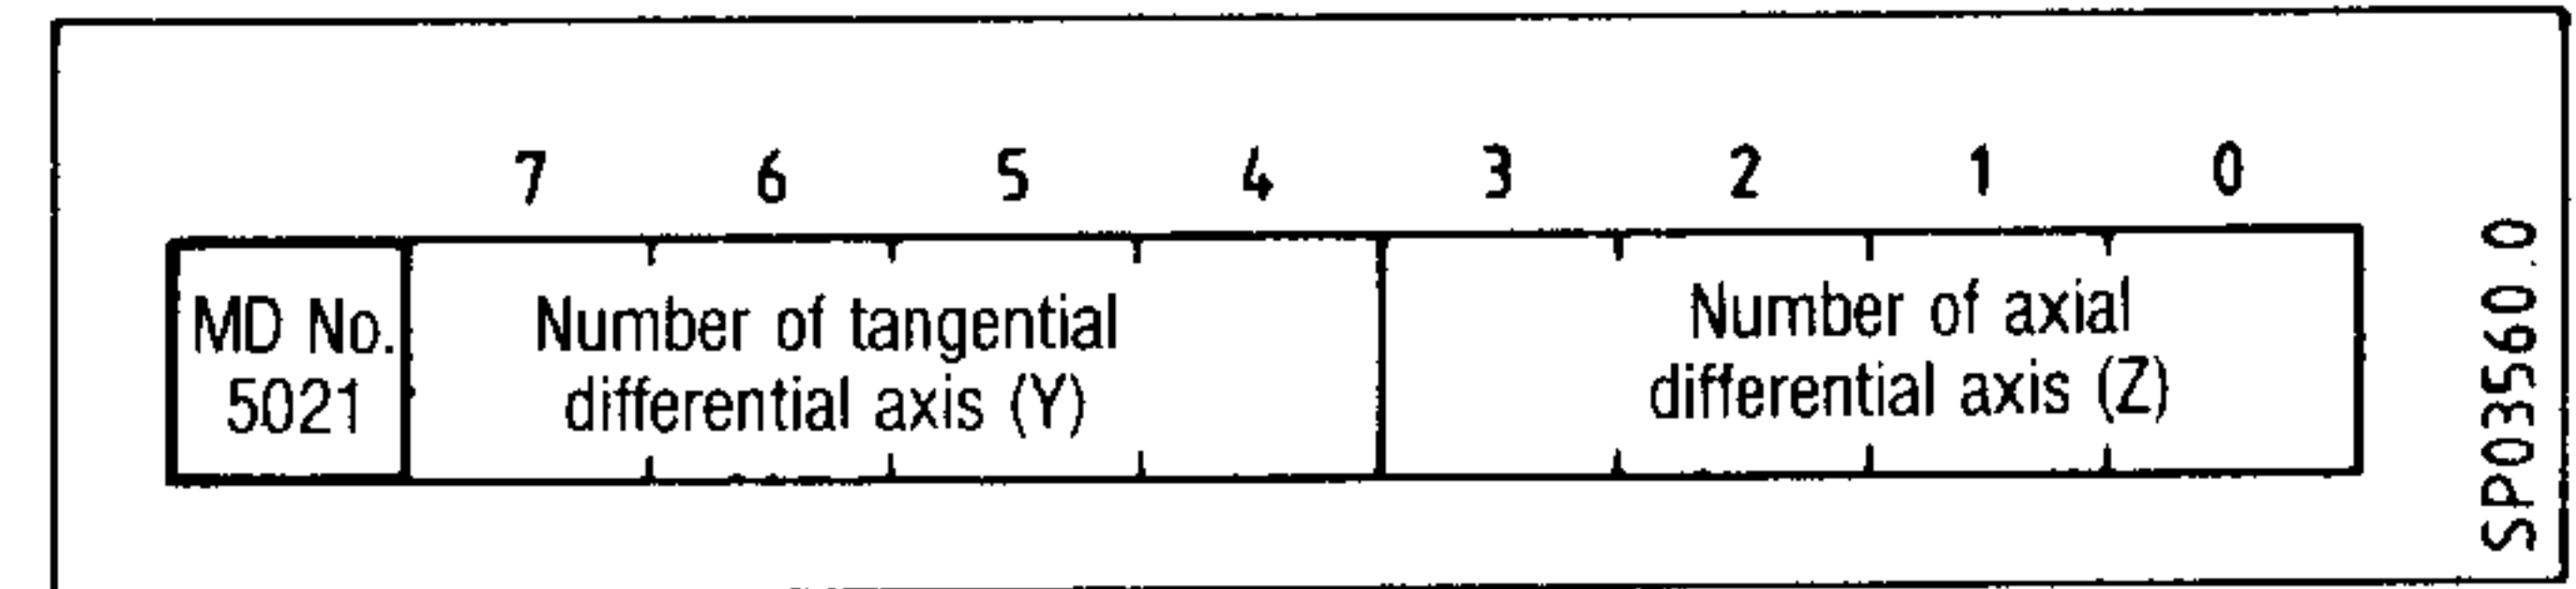 7 6 5 4 3 2 1 0
MD No.
5021
Number of tangential
differential axis (Y)
Number of axial
differential axis (Z)
SP03560.0